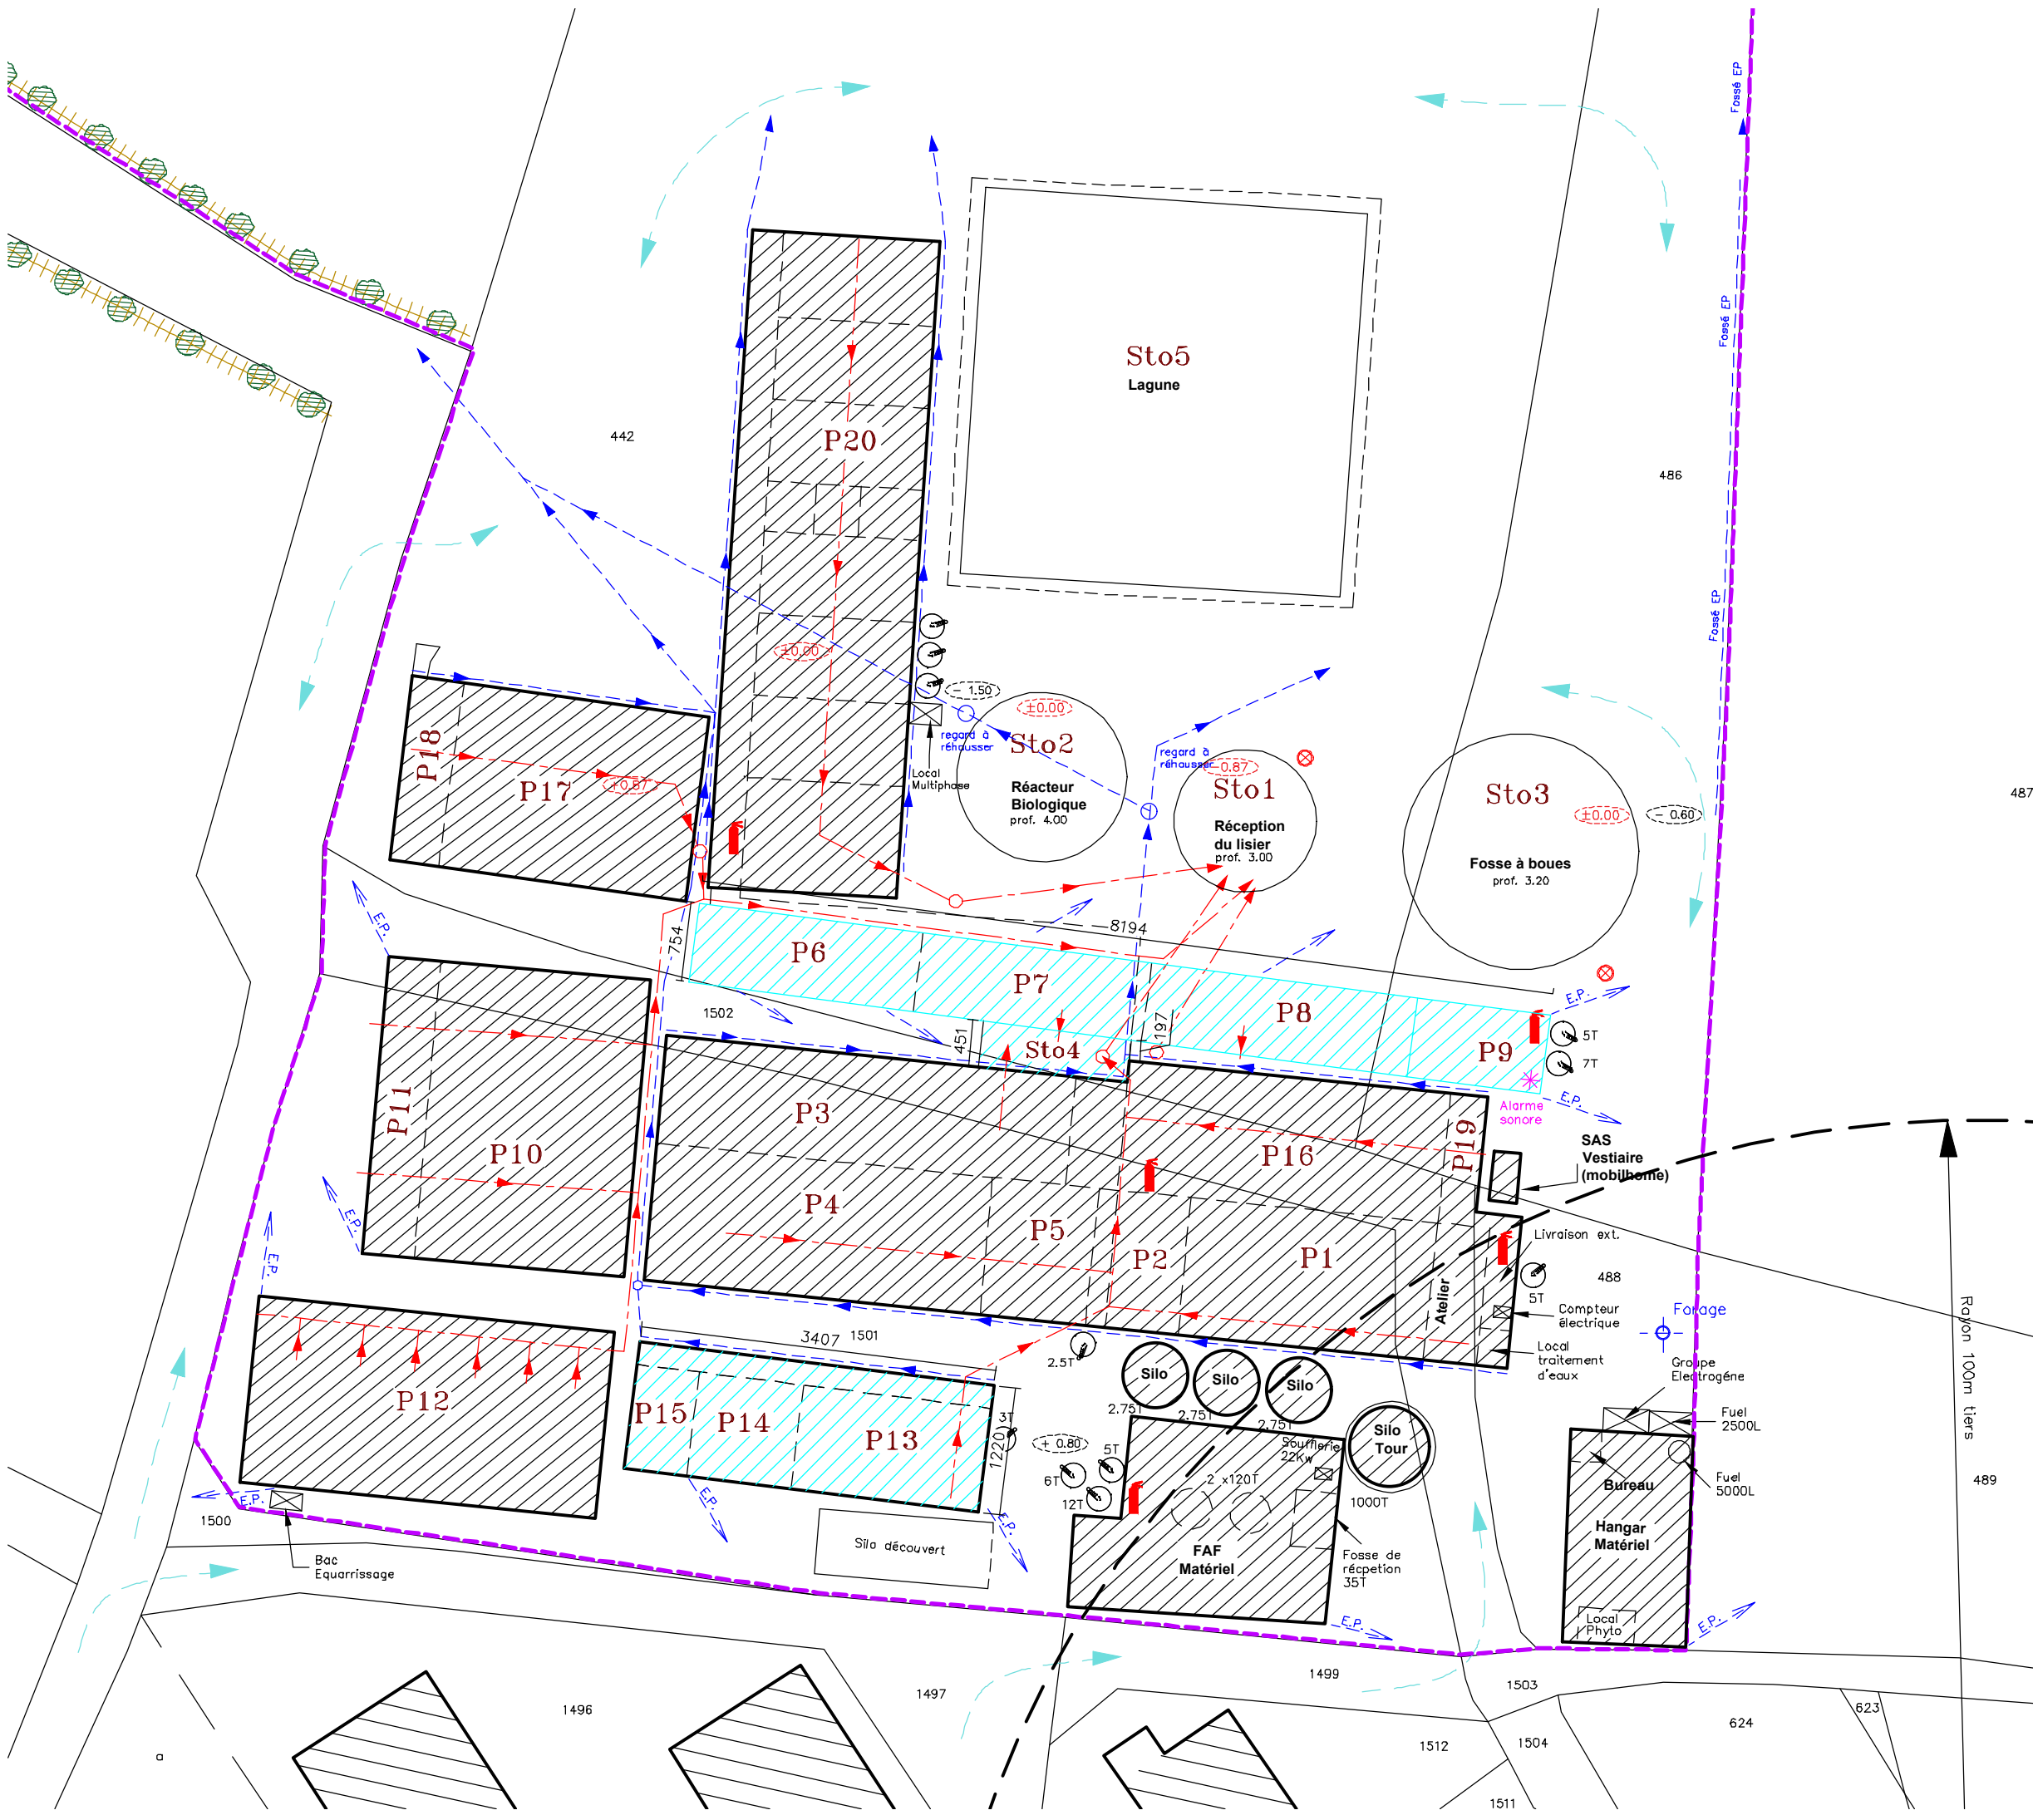 Fossé EP
Fossé EP
Sto5
Lagune
442
P20
486
Fossé EP
±0.00
- 1.50
±0.00
regard à
réhausser
Sto2
regard à
réhausser
-0.87
P18
P17
+0.87
Local
Multiphase
Réacteur
Biologique
prof. 4.00
Sto1
Réception
du lisier
prof. 3.00
Sto3
±0.00
- 0.60
487
Fosse à boues
prof. 3.20
E.P.
754
8194
P6
P7
P8
E.P.
1502
451
Sto4
197
P9
5T
7T
Alarme
sonore
E.P.
P11
P10
P3
P16
P19
SAS
Vestiaire
(mobilhome)
E.P.
P4
P5
P2
P1
Livraison ext.
E.P.
5T
488
Atelier
Compteur
électrique
Forage
Rayon 100m tiers
3407
1501
2.5T
Local
traitement
d'eaux
Groupe
Electrogéne
P12
P15
P14
P13
3T
1220
Silo
Silo
Silo
2.75T
2.75T
2.75T
Silo
Tour
Fuel
2500L
+ 0.80
5T
6T
12T
Soufflerie
22Kw
2 x120T
1000T
Bureau
Fuel
5000L
489
E.P.
1500
E.P.
E.P.
Silo découvert
Hangar
Matériel
Bac
Equarrissage
FAF
Matériel
Fosse de
récpetion
35T
Local
Phyto
E.P.
E.P.
1496
1497
1499
1503
a
1512
1504
624
623
1511